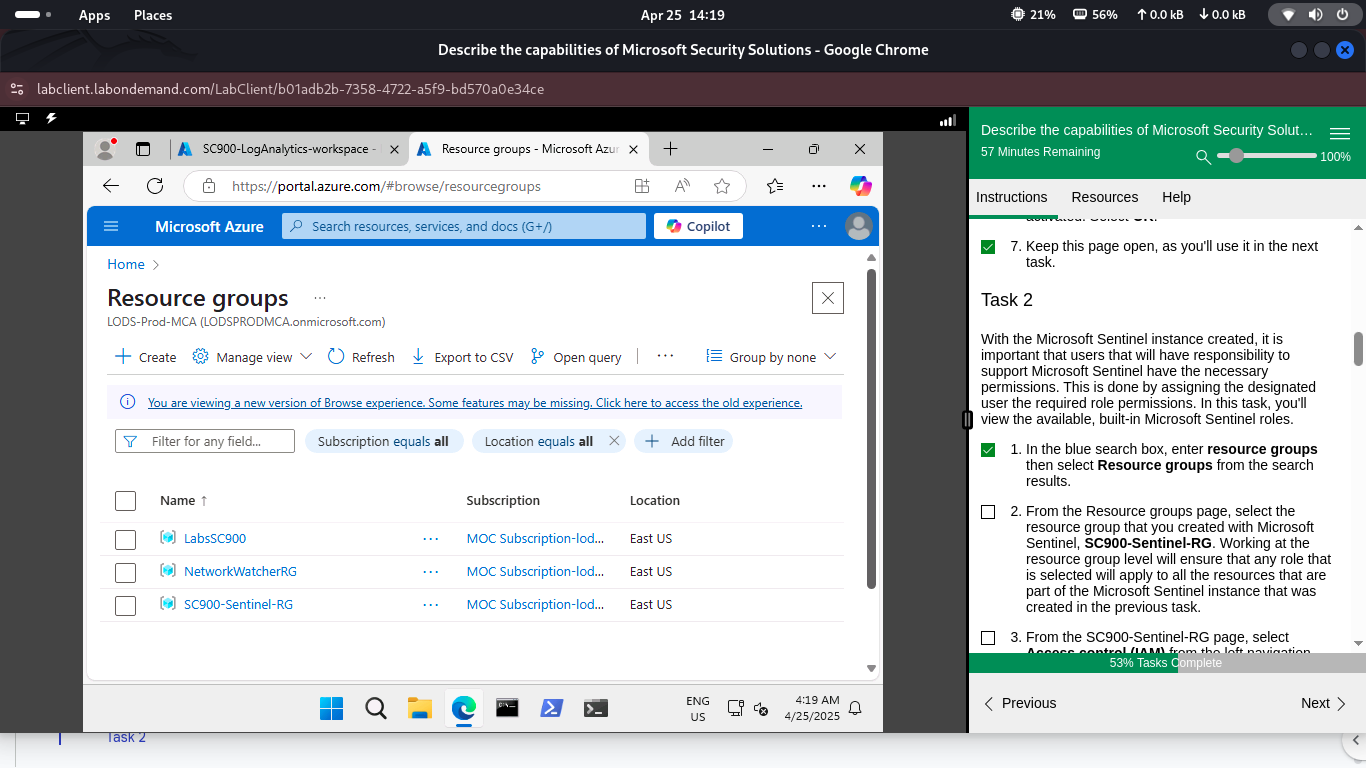 Apps Places Apr 25 14:19 21% 56% 0.0 kB 0.0 kB
Describe the capabilities of Microsoft Security Solutions - Google Chrome
labclient.labondemand.com/LabClient/b01adb2b-7358-4722-a5f9-bd570a0e34ce
SC900-LogAnalytics-workspace -
Resource groups - Microsoft Azur
https://portal.azure.com/#browse/resourcegroups
Microsoft Azure
Search resources, services, and docs (G+/)
Copilot
Home
Resource groups
LODS-Prod-MCA (LODSPRODMCA.onmicrosoft.com)
Create Manage view Refresh Export to CSV Open query Group by none
You are viewing a new version of Browse experience. Some features may be missing. Click here to access the old experience.
Filter for any field... Subscription equals all Location equals all Add filter
Name ↑ Subscription Location
LabsSC900 MOC Subscription-lod... East US
NetworkWatcherRG MOC Subscription-lod... East US
SC900-Sentinel-RG MOC Subscription-lod... East US
ENG
US
4:19 AM
4/25/2025
Describe the capabilities of Microsoft Security Solut...
57 Minutes Remaining
100%
Instructions Resources Help
activated. Select OK.
7. Keep this page open, as you'll use it in the next
task.
Task 2
With the Microsoft Sentinel instance created, it is
important that users that will have responsibility to
support Microsoft Sentinel have the necessary
permissions. This is done by assigning the designated
user the required role permissions. In this task, you'll
view the available, built-in Microsoft Sentinel roles.
1. In the blue search box, enter resource groups
then select Resource groups from the search
results.
2. From the Resource groups page, select the
resource group that you created with Microsoft
Sentinel, SC900-Sentinel-RG. Working at the
resource group level will ensure that any role that
is selected will apply to all the resources that are
part of the Microsoft Sentinel instance that was
created in the previous task.
3. From the SC900-Sentinel-RG page, select
Access control (IAM) from the left navigation
53% Tasks Complete
Previous Next
Task 2